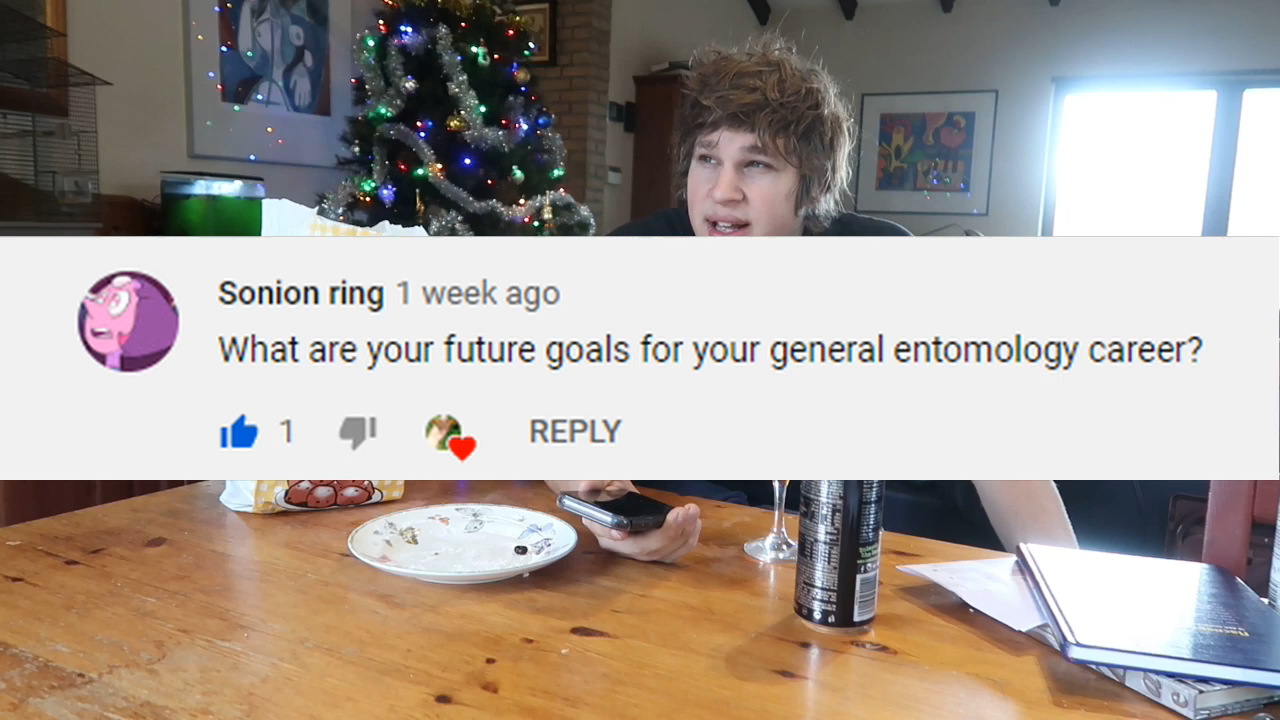 Sonion ring 1 week ago
What are your future goals for your general entomology career?
1
REPLY